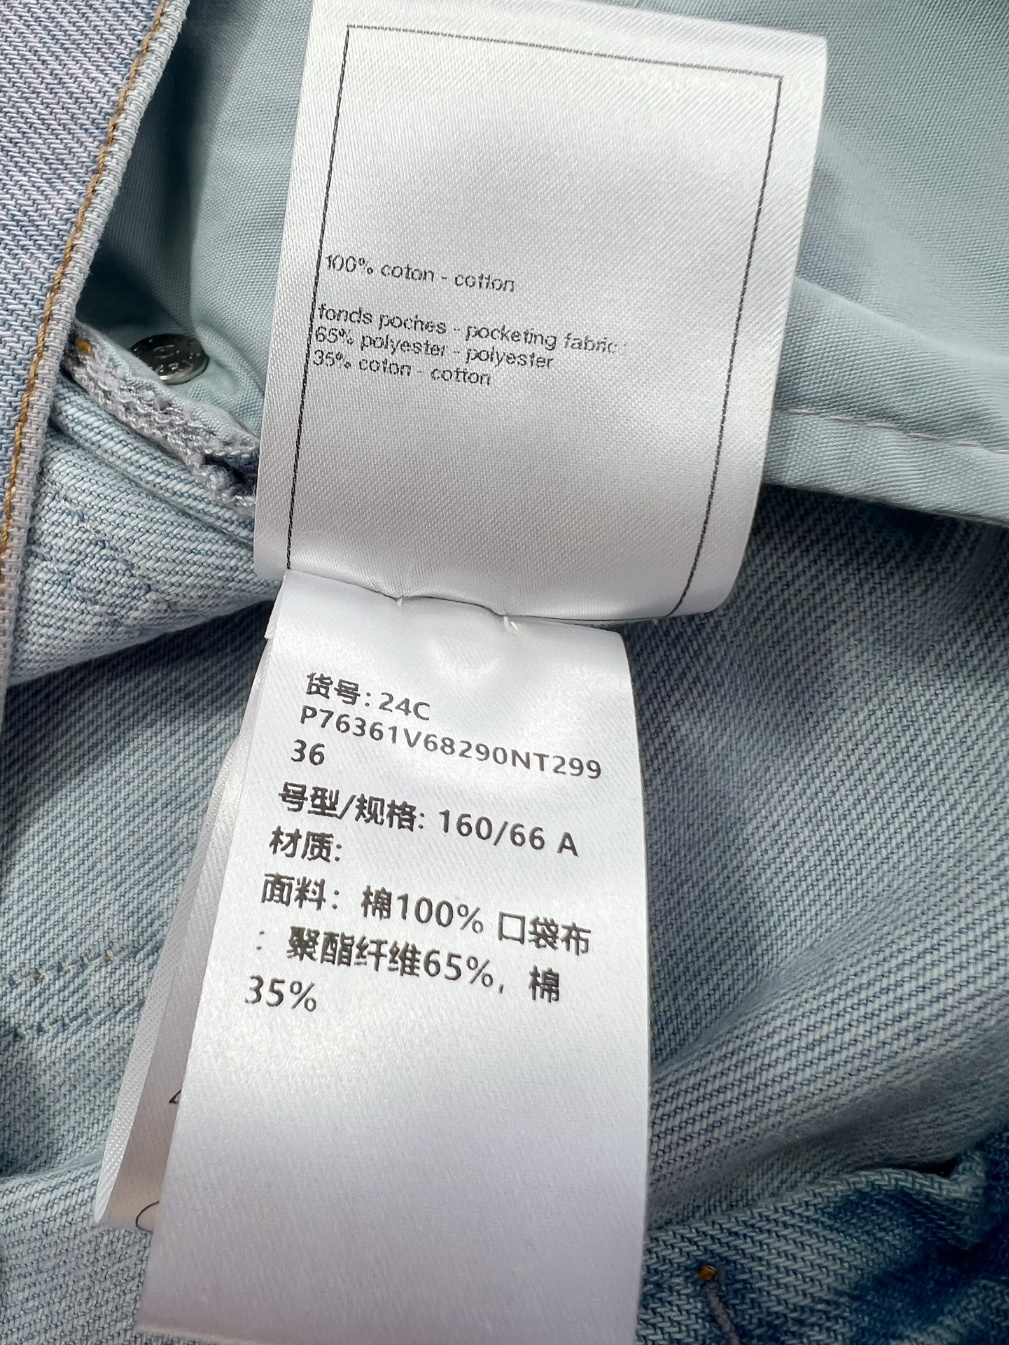 100% coton - cotton
fonds poches - pocketing fabric:
65% polyester - polyester
35% coton - cotton
货号: 24C
P76361V68290NT299
36
号型/规格: 160/66 A
材质:
面料: 棉100% 口袋布
: 聚酯纤维65%, 棉
35%